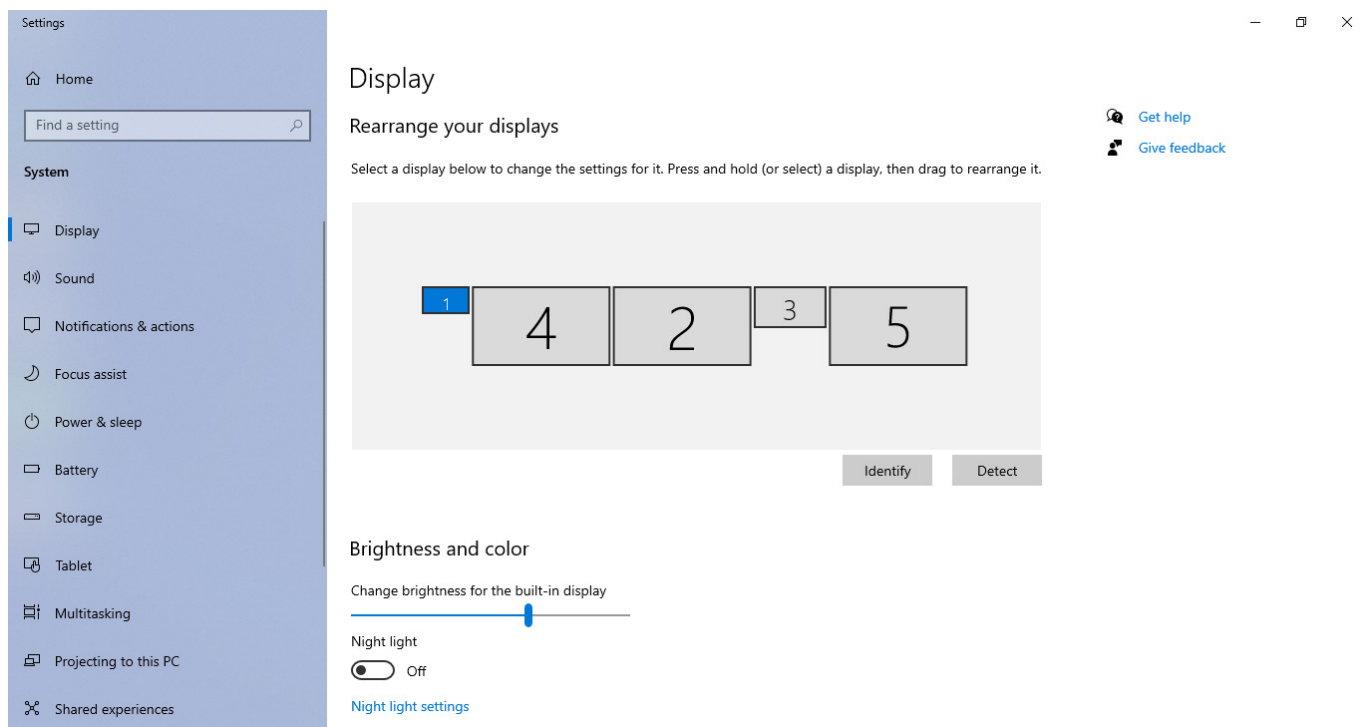 Settings
Home
Find a setting
System
Display
Sound
Notifications & actions
Focus assist
Power & sleep
Battery
Storage
Tablet
Multitasking
Projecting to this PC
Shared experiences
Display
Rearrange your displays
Select a display below to change the settings for it. Press and hold (or select) a display, then drag to rearrange it.
1 4 2 3 5
Identify Detect
Brightness and color
Change brightness for the built-in display
Night light
Off
Night light settings
Get help
Give feedback